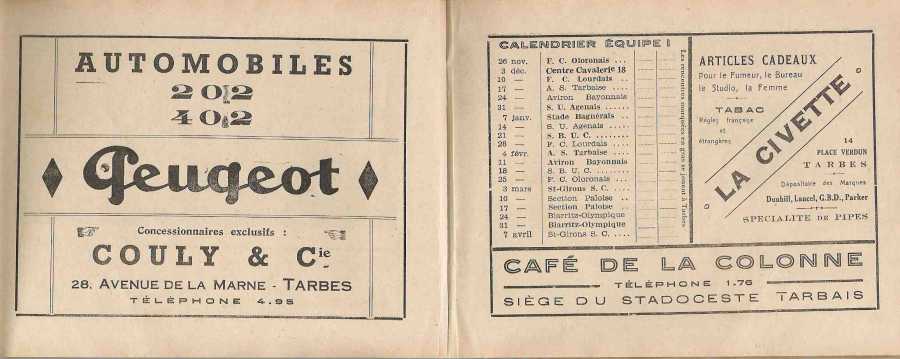 AUTOMOBILES
202
402
Peugeot
Concessionnaires exclusifs :
COULY & Cie
28. AVENUE DE LA MARNE - TARBES
TÉLÉPHONE 4.95
CALENDRIER ÉQUIPE I
26 nov. F. C. Oloronais ...
3 déc. Centre Cavalerie 18
10 — F. C. Lourdais ..
17 — A. S. Tarbaise ....
24 — Aviron Bayonnais
31 — S. U. Agenais ......
7 janv. Stade Bagnérais ..
14 — S. U. Agenais .....
21 — S. B. U. C. ........
28 — F. C. Lourdais ....
4 févr. A. S. Tarbaise ....
11 — Aviron Bayonnais
18 — S. B. U. C. ........
25 — F. C. Oloronais ...
3 mars St-Girons S. C. ....
10 — Section Paloise ..
17 — Section Paloise ..
24 — Biarritz-Olympique
31 — Biarritz-Olympique
7 avril St-Girons S. C. ....
Les rencontres marquées en gras se jouent à Tarbes
ARTICLES CADEAUX
Pour le Fumeur, le Bureau
le Studio, la Femme
TABAC
Régies française
et
étrangères
LA CIVETTE
14
PLACE VERDUN
TARBES
Dépositaire des Marques
Dunhill, Lancel, G.B.D., Parker
SPECIALITE DE PIPES
CAFÉ DE LA COLONNE
TÉLÉPHONE 1.76
SIÈGE DU STADOCESTE TARBAIS